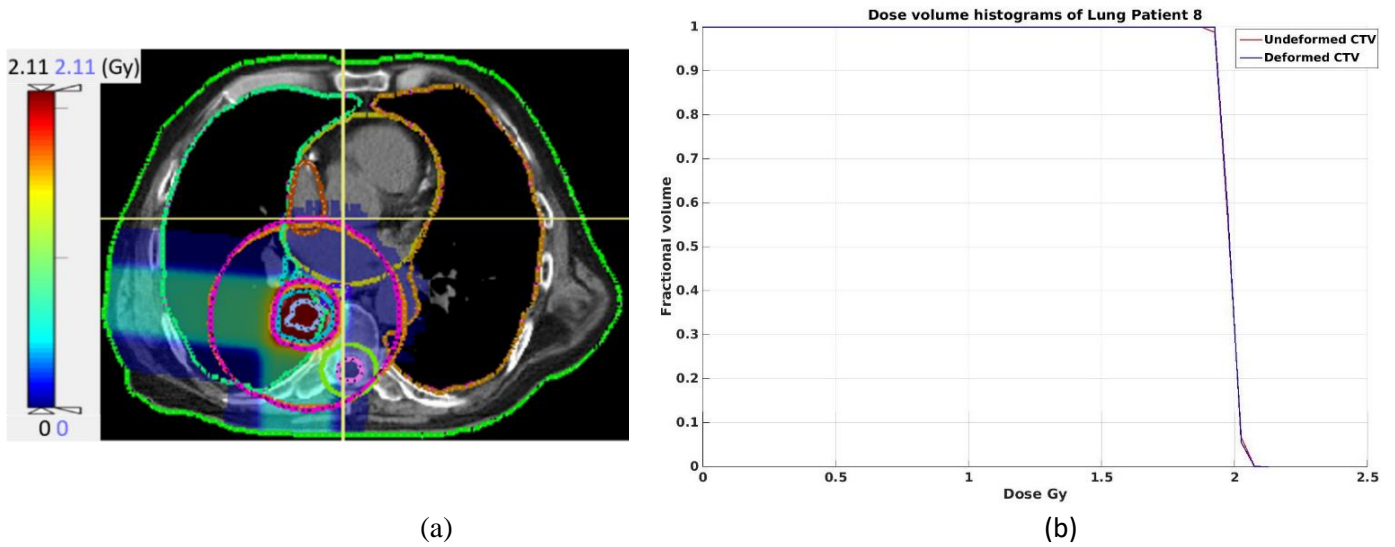 2.11 2.11 (Gy)
0 0
(a)
Dose volume histograms of Lung Patient 8
Undeformed CTV
Deformed CTV
1
0.9
0.8
0.7
0.6
0.5
0.4
0.3
0.2
0.1
0
Fractional volume
0 0.5 1 1.5 2 2.5
Dose Gy
(b)